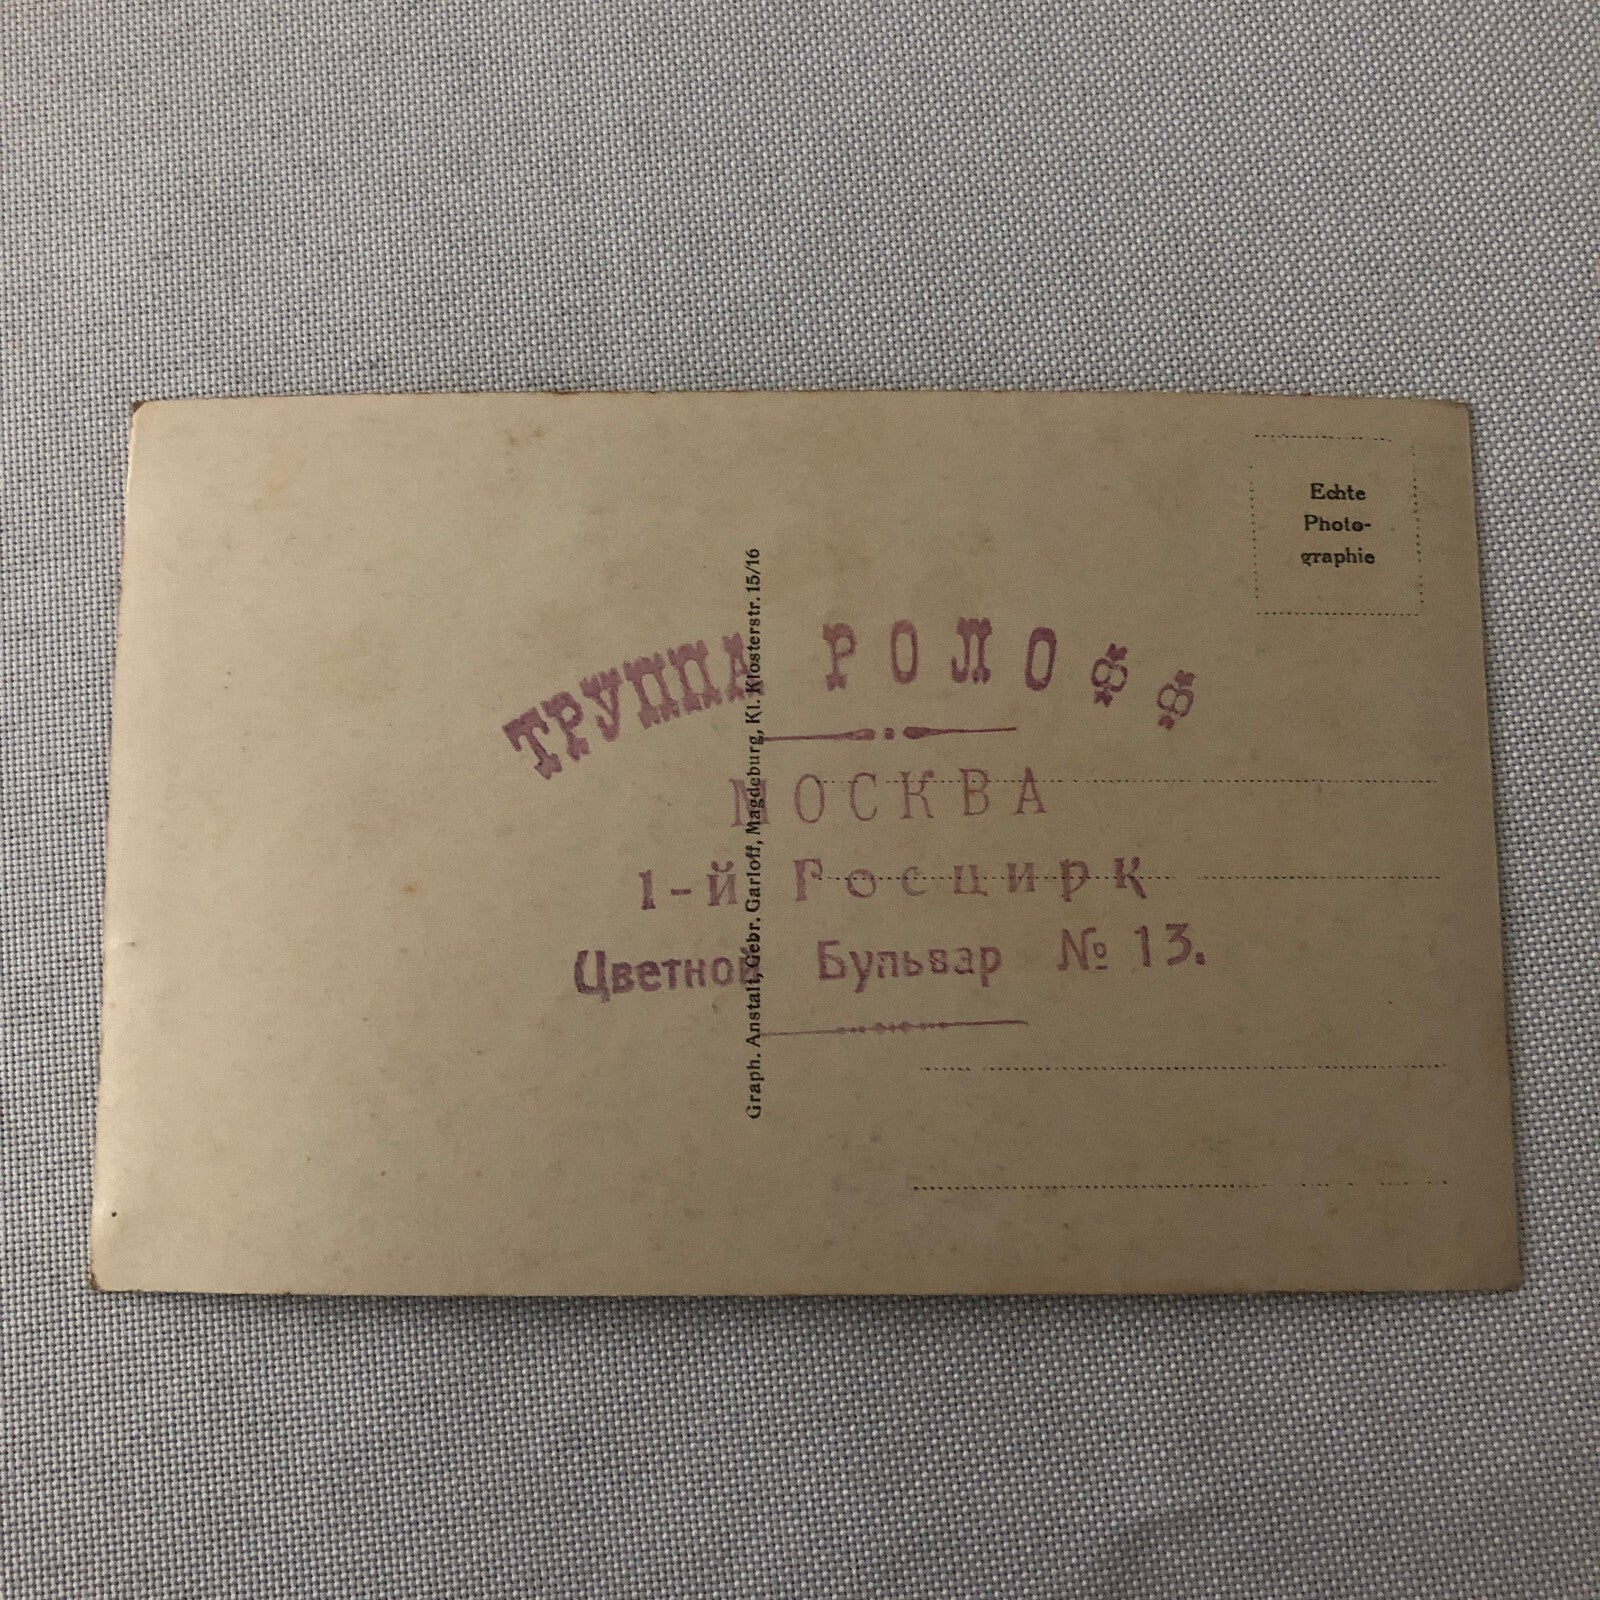 Echte
Photo-
graphie
ТРУППА РОЛО
МОСКВА
1-й Госцирк
Цветной Бульвар № 13.
Graph. Anstalt, Gebr. Garloff, Magdeburg, Kl. Klosterstr. 15/16